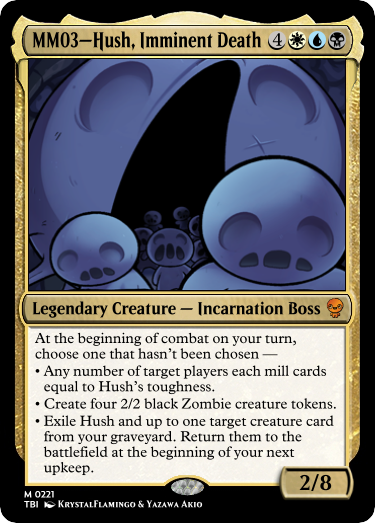 MM03—Hush, Imminent Death 4
Legendary Creature — Incarnation Boss
At the beginning of combat on your turn,
choose one that hasn't been chosen —
• Any number of target players each mill cards
equal to Hush's toughness.
• Create four 2/2 black Zombie creature tokens.
• Exile Hush and up to one target creature card
from your graveyard. Return them to the
battlefield at the beginning of your next
upkeep.
2/8
M 0221
TBI KrystalFlamingo & Yazawa Akio